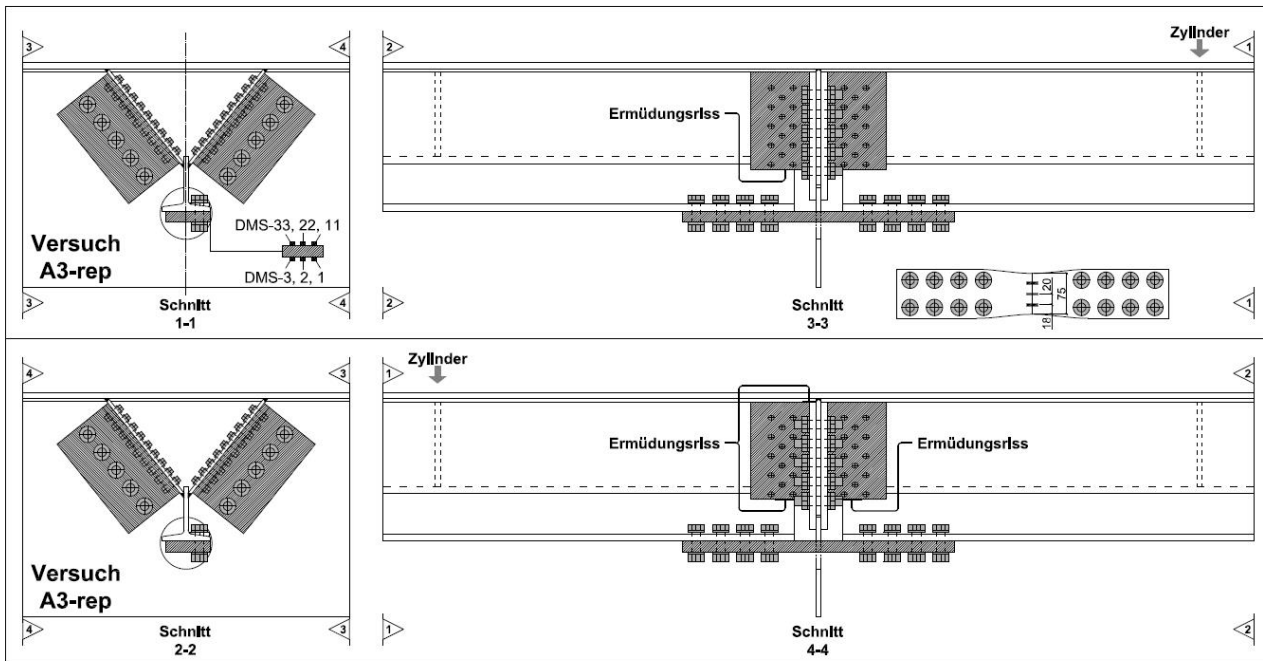 3
4
2
Zylinder
1
Ermüdungsriss
DMS-33, 22, 11
Versuch
A3-rep
DMS-3, 2, 1
3
Schnitt
1-1
4
2
Schnitt
3-3
18
20
75
1
4
3
1
Zylinder
2
Ermüdungsriss
Ermüdungsriss
Versuch
A3-rep
4
Schnitt
2-2
3
1
Schnitt
4-4
2